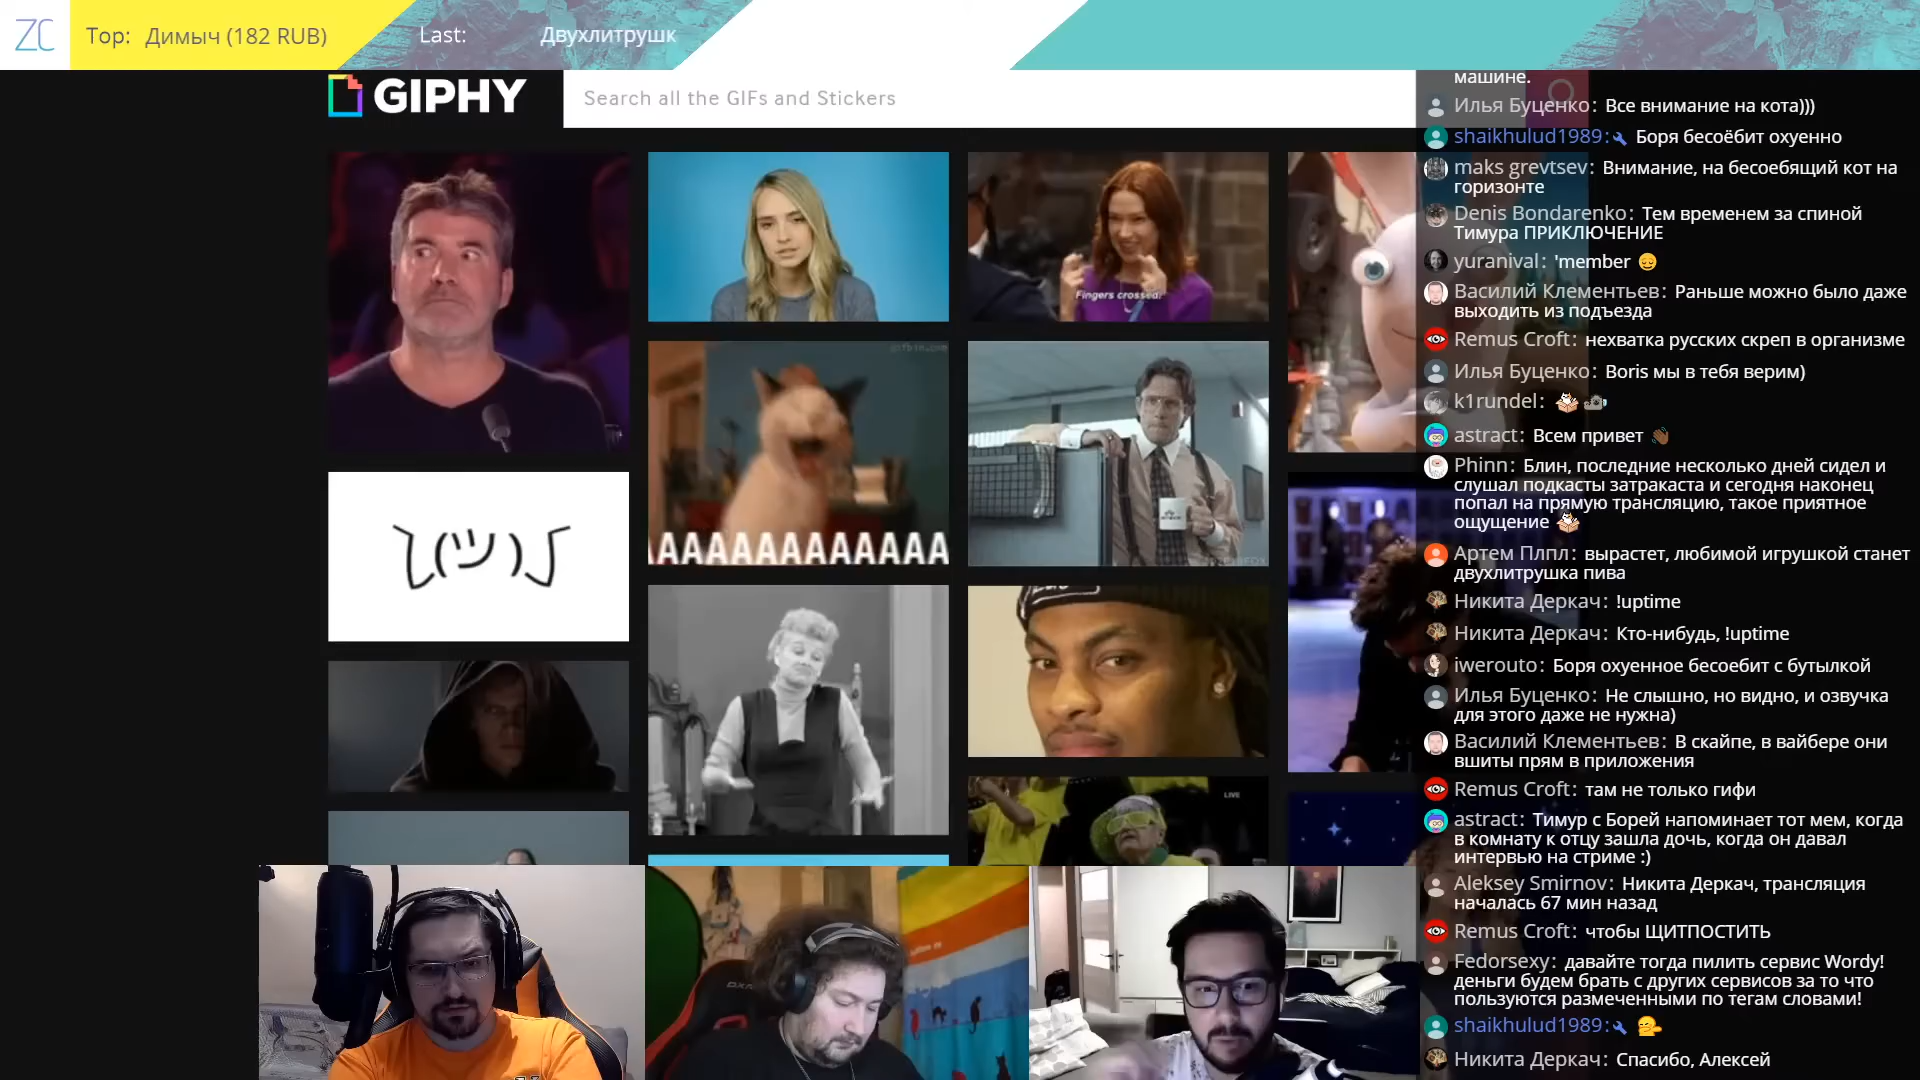 ZC
Top: Димыч (182 RUB)
Last: Двухлитрушк
GIPHY
Search all the GIFs and Stickers
Fingers crossed!
AAAAAAAAAAAA
LIVE
¯\_(ツ)_/¯
машине.
Илья Буценко: Все внимание на кота)))
shaikhulud1989: Боря бесоёбит охуенно
maks grevtsev: Внимание, на бесоебящий кот на
горизонте
Denis Bondarenko: Тем временем за спиной
Тимура ПРИКЛЮЧЕНИЕ
yuranival: 'member 😔
Василий Клементьев: Раньше можно было даже
выходить из подъезда
Remus Croft: нехватка русских скреп в организме
Илья Буценко: Boris мы в тебя верим)
k1rundel:
astract: Всем привет 👋🏾
Phinn: Блин, последние несколько дней сидел и
слушал подкасты затракаста и сегодня наконец
попал на прямую трансляцию, такое приятное
ощущение
Артем Плпл: вырастет, любимой игрушкой станет
двухлитрушка пива
Никита Деркач: !uptime
Никита Деркач: Кто-нибудь, !uptime
iwerouto: Боря охуенное бесоебит с бутылкой
Илья Буценко: Не слышно, но видно, и озвучка
для этого даже не нужна)
Василий Клементьев: В скайпе, в вайбере они
вшиты прям в приложения
Remus Croft: там не только гифи
astract: Тимур с Борей напоминает тот мем, когда
в комнату к отцу зашла дочь, когда он давал
интервью на стриме :)
Aleksey Smirnov: Никита Деркач, трансляция
началась 67 мин назад
Remus Croft: чтобы ЩИТПОСТИТЬ
Fedorsexy: давайте тогда пилить сервис Wordy!
деньги будем брать с других сервисов за то что
пользуются размеченными по тегам словами!
shaikhulud1989:
Никита Деркач: Спасибо, Алексей